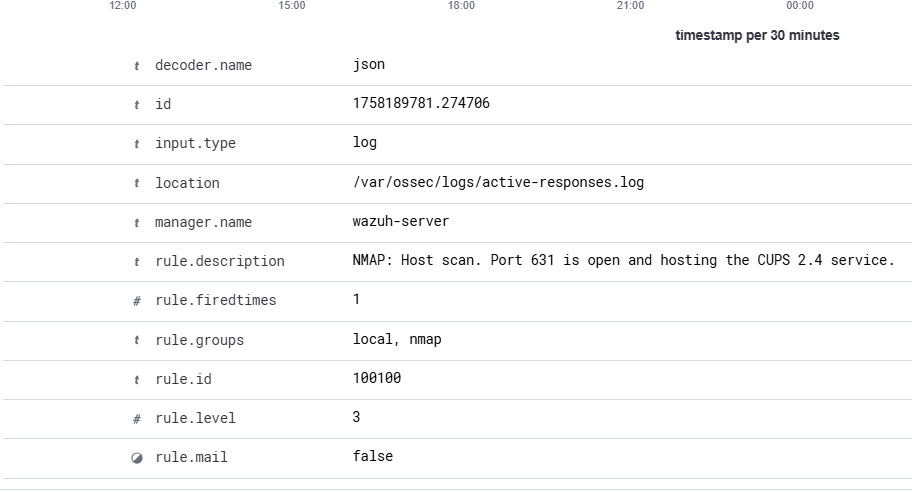 12:00 15:00 18:00 21:00 00:00
timestamp per 30 minutes
t decoder.name json
t id 1758189781.274706
t input.type log
t location /var/ossec/logs/active-responses.log
t manager.name wazuh-server
t rule.description NMAP: Host scan. Port 631 is open and hosting the CUPS 2.4 service.
# rule.firedtimes 1
t rule.groups local, nmap
t rule.id 100100
# rule.level 3
rule.mail false